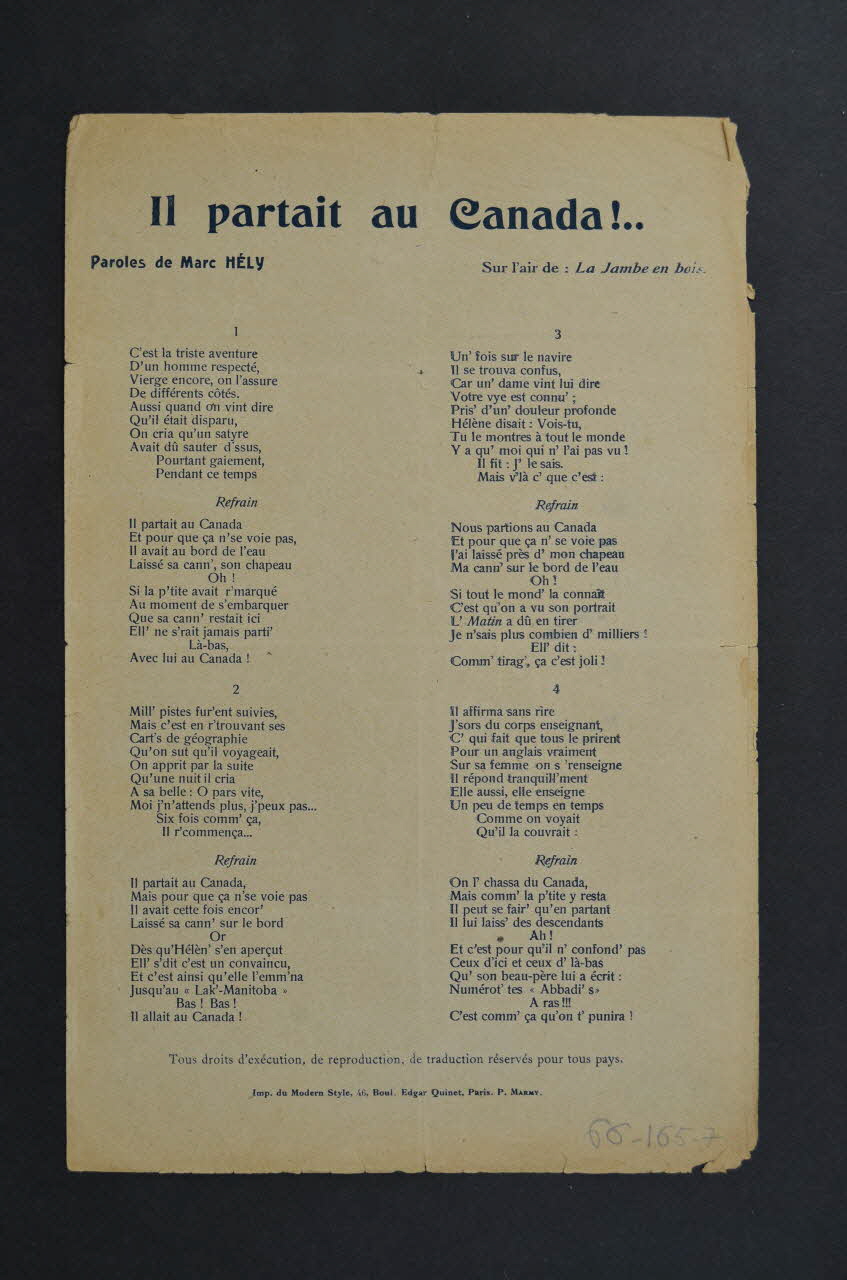 Il partait au Canada!..
Paroles de Marc HÉLY
Sur l'air de : La Jambe en bois.
1
C'est la triste aventure
D'un homme respecté,
Vierge encore, on l'assure
De différents côtés.
Aussi quand on vint dire
Qu'il était disparu,
On cria qu'un satyre
Avait dû sauter d'ssus,
Pourtant gaiement,
Pendant ce temps
Refrain
Il partait au Canada
Et pour que ça n'se voie pas,
Il avait au bord de l'eau
Laissé sa cann', son chapeau
Oh !
Si la p'tite avait r'marqué
Au moment de s'embarquer
Que sa cann' restait ici
Ell' ne s'rait jamais parti'
Là-bas,
Avec lui au Canada !
2
Mill' pistes fur'ent suivies,
Mais c'est en r'trouvant ses
Cart's de géographie
Qu'on sut qu'il voyageait,
On apprit par la suite
Qu'une nuit il cria
A sa belle : O pars vite,
Moi j'n'attends plus, j'peux pas...
Six fois comm' ça,
Il r'commença...
Refrain
Il partait au Canada,
Mais pour que ça n'se voie pas
Il avait cette fois encor'
Laissé sa cann' sur le bord
Or
Dès qu'Hélèn' s'en aperçut
Ell' s'dit c'est un convaincu,
Et c'est ainsi qu'elle l'emm'na
Jusqu'au « Lak'-Manitoba »
Bas ! Bas !
Il allait au Canada !
3
Un' fois sur le navire
Il se trouva confus,
Car un' dame vint lui dire
Votre vye est connu' ;
Pris' d'un' douleur profonde
Hélène disait : Vois-tu,
Tu le montres à tout le monde
Y a qu' moi qui n' l'ai pas vu !
Il fit : J' le sais.
Mais v'là c' que c'est :
Refrain
Nous partions au Canada
Et pour que ça n' se voie pas
J'ai laissé près d' mon chapeau
Ma cann' sur le bord de l'eau
Oh !
Si tout le mond' la connaît
C'est qu'on a vu son portrait
L' Matin a dû en tirer
Je n'sais plus combien d' milliers !
Ell' dit :
Comm' tirag', ça c'est joli !
4
Il affirma sans rire
J'sors du corps enseignant,
C' qui fait que tous le prirent
Pour un anglais vraiment
Sur sa femme on s 'renseigne
Il répond tranquill'ment
Elle aussi, elle enseigne
Un peu de temps en temps
Comme on voyait
Qu'il la couvrait :
Refrain
On l' chassa du Canada,
Mais comm' la p'tite y resta
Il peut se fair' qu'en partant
Il lui laiss' des descendants
Ah !
Et c'est pour qu'il n' confond' pas
Ceux d'ici et ceux d' là-bas
Qu' son beau-père lui a écrit :
Numérot' tes « Abbadi' s»
A ras !!!
C'est comm' ça qu'on t' punira !
Tous droits d'exécution, de reproduction, de traduction réservés pour tous pays.
Imp. du Modern Style, 46, Boul. Edgar Quinet, Paris. P. MARMY.
66-165-7